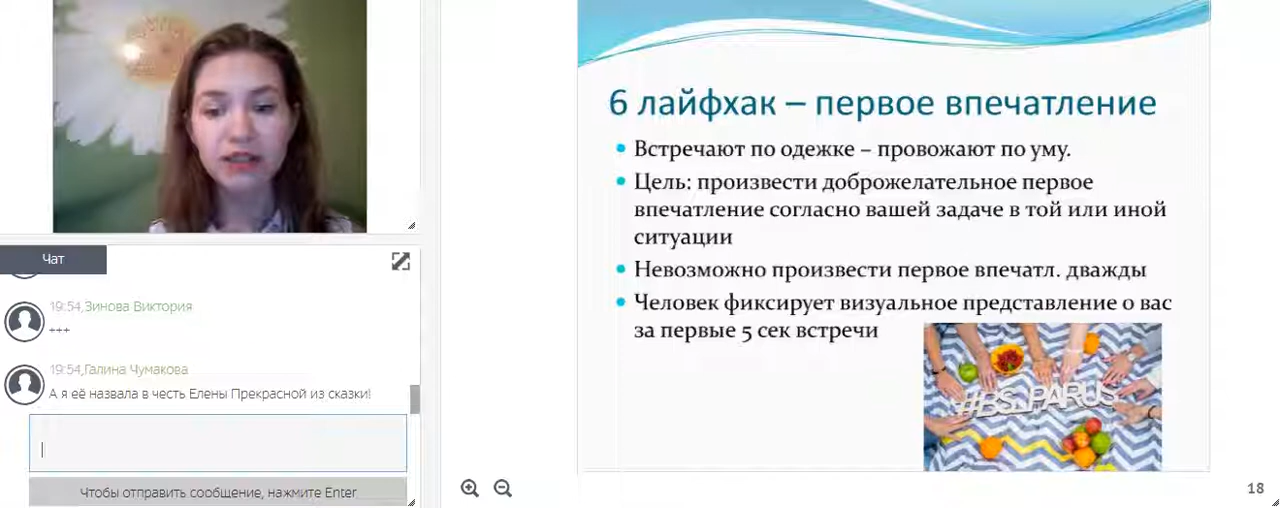 Чат
19:54,Зинова Виктория
+++
19:54,Галина Чумакова
А я её назвала в честь Елены Прекрасной из сказки!
Чтобы отправить сообщение, нажмите Enter
6 лайфхак – первое впечатление
Встречают по одежке – провожают по уму.
Цель: произвести доброжелательное первое
впечатление согласно вашей задаче в той или иной
ситуации
Невозможно произвести первое впечатл. дважды
Человек фиксирует визуальное представление о вас
за первые 5 сек встречи
#BS_PARUS
18